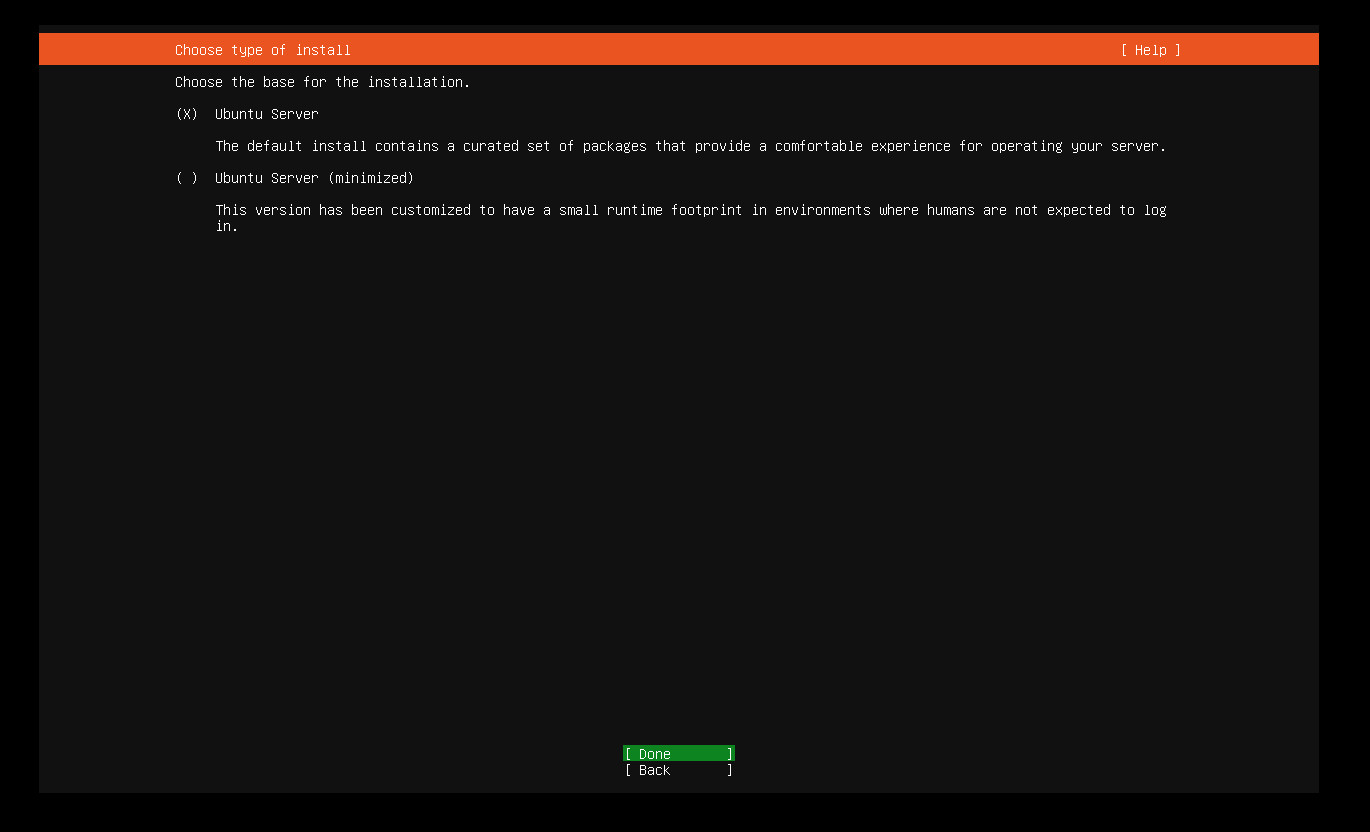 Choose type of install [ Help ]
Choose the base for the installation.
(X) Ubuntu Server
The default install contains a curated set of packages that provide a comfortable experience for operating your server.
( ) Ubuntu Server (minimized)
This version has been customized to have a small runtime footprint in environments where humans are not expected to log
in.
[ Done ]
[ Back ]